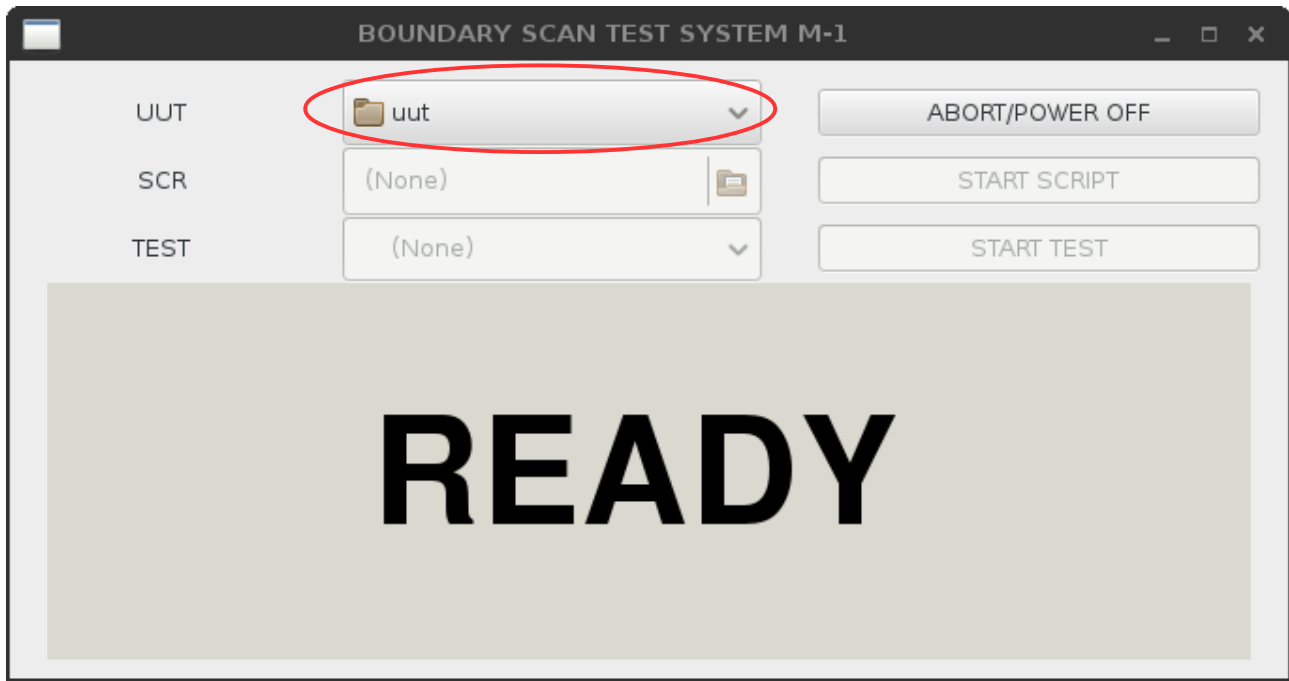 BOUNDARY SCAN TEST SYSTEM M-1
UUT uut ABORT/POWER OFF
SCR (None) START SCRIPT
TEST (None) START TEST
READY